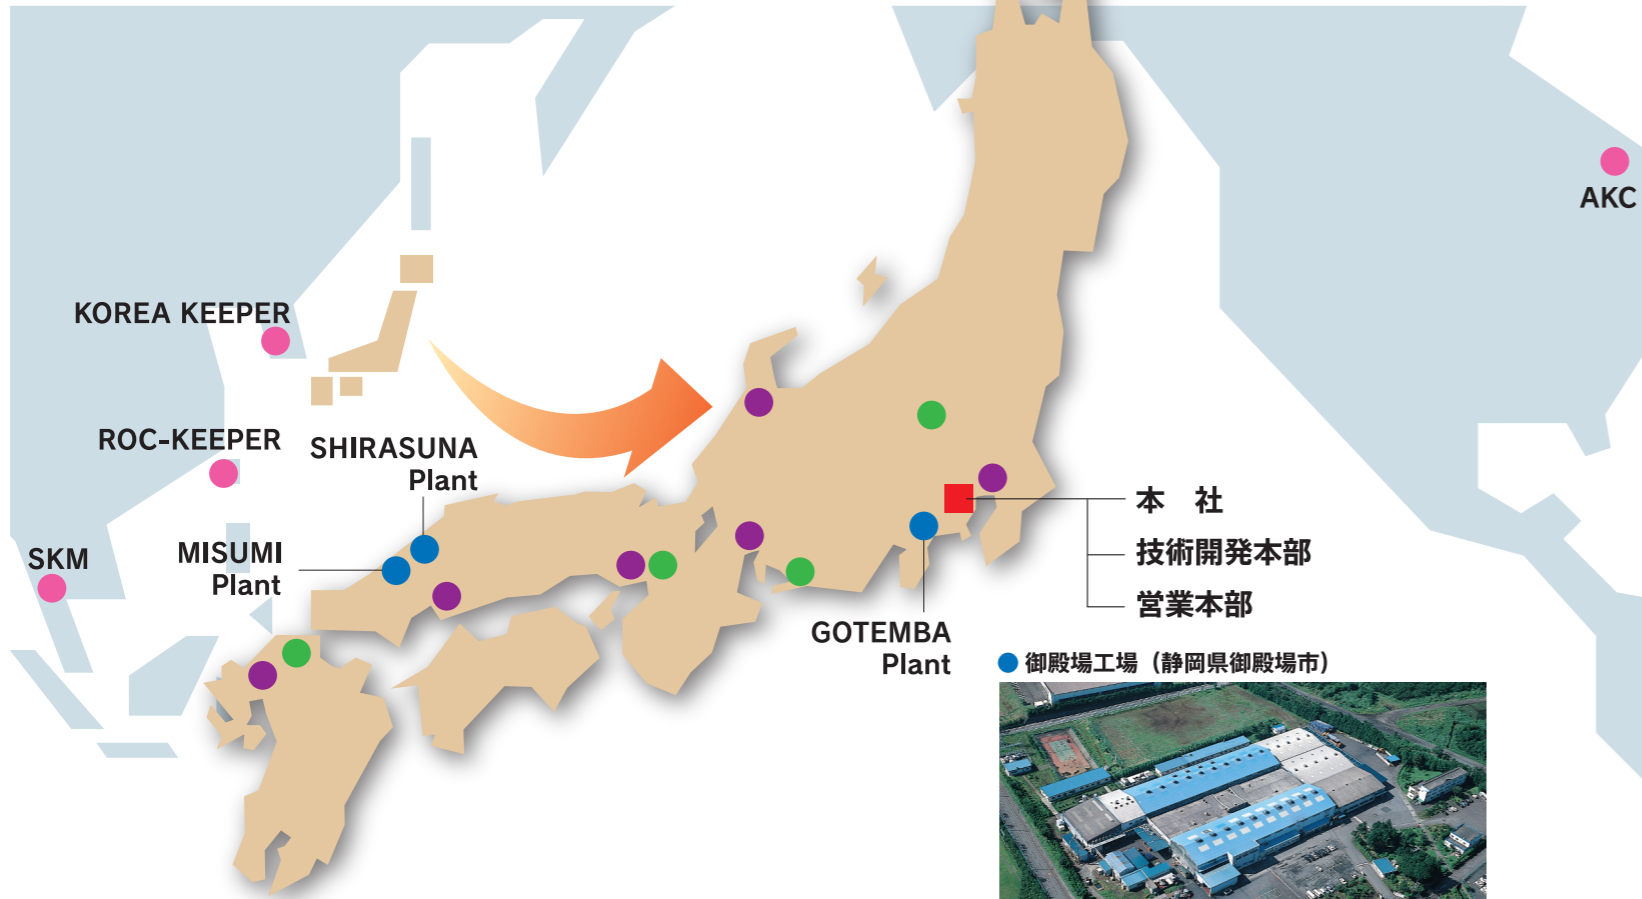 AKC
KOREA KEEPER
ROC-KEEPER
SHIRASUNA
Plant
SKM
MISUMI
Plant
本　社
技術開発本部
営業本部
GOTEMBA
Plant
御殿場工場（静岡県御殿場市）